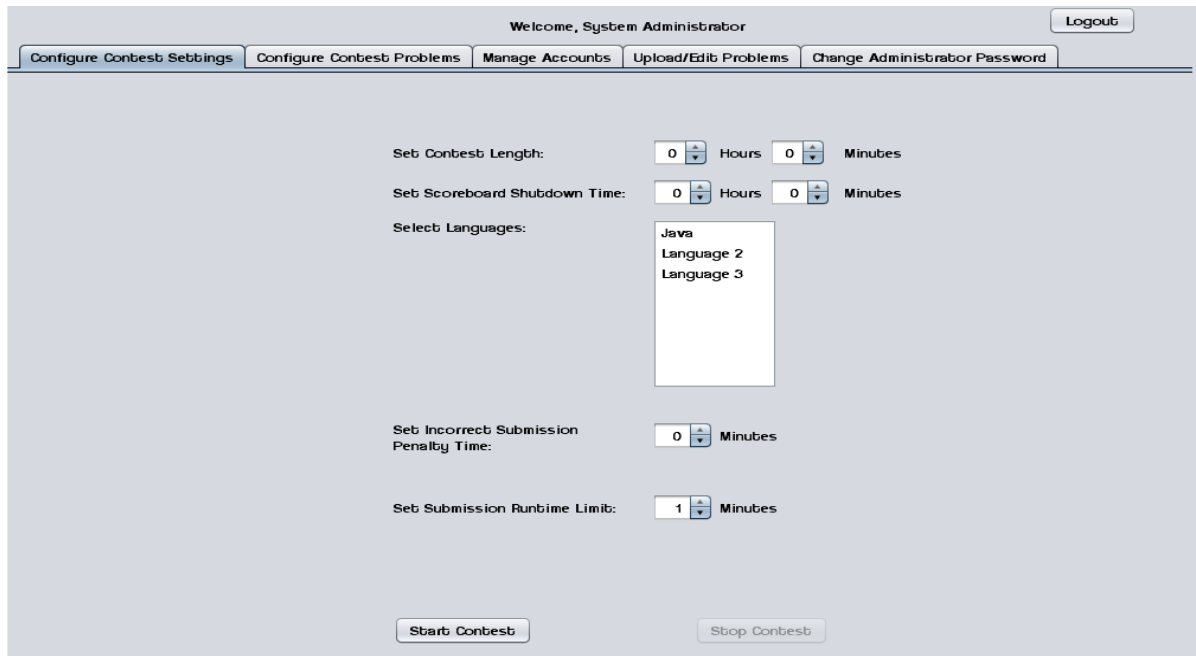 Welcome, System Administrator
Logout
Configure Contest Settings Configure Contest Problems Manage Accounts Upload/Edit Problems Change Administrator Password
Set Contest Length: 0 Hours 0 Minutes
Set Scoreboard Shutdown Time: 0 Hours 0 Minutes
Select Languages:
Java
Language 2
Language 3
Set Incorrect Submission
Penalty Time:
0 Minutes
Set Submission Runtime Limit: 1 Minutes
Start Contest Stop Contest